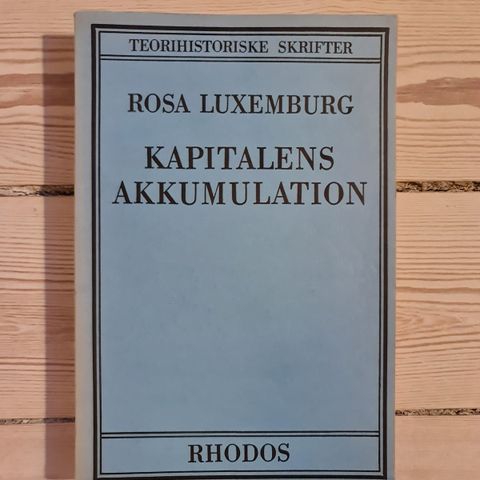 TEORIHISTORISKE SKRIFTER
ROSA LUXEMBURG
KAPITALENS
AKKUMULATION
RHODOS